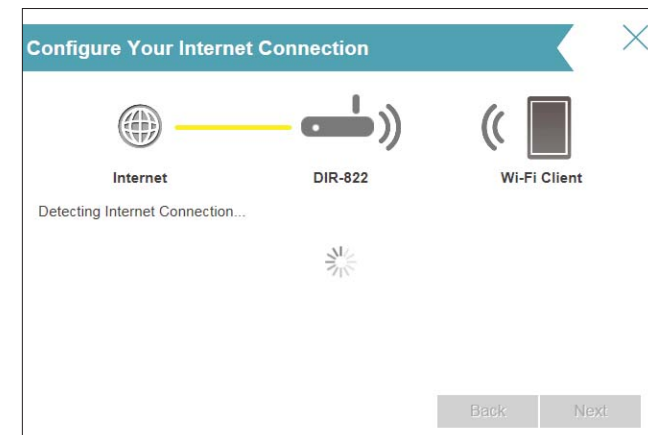 Configure Your Internet Connection
Internet DIR-822 Wi-Fi Client
Detecting Internet Connection...
Back Next